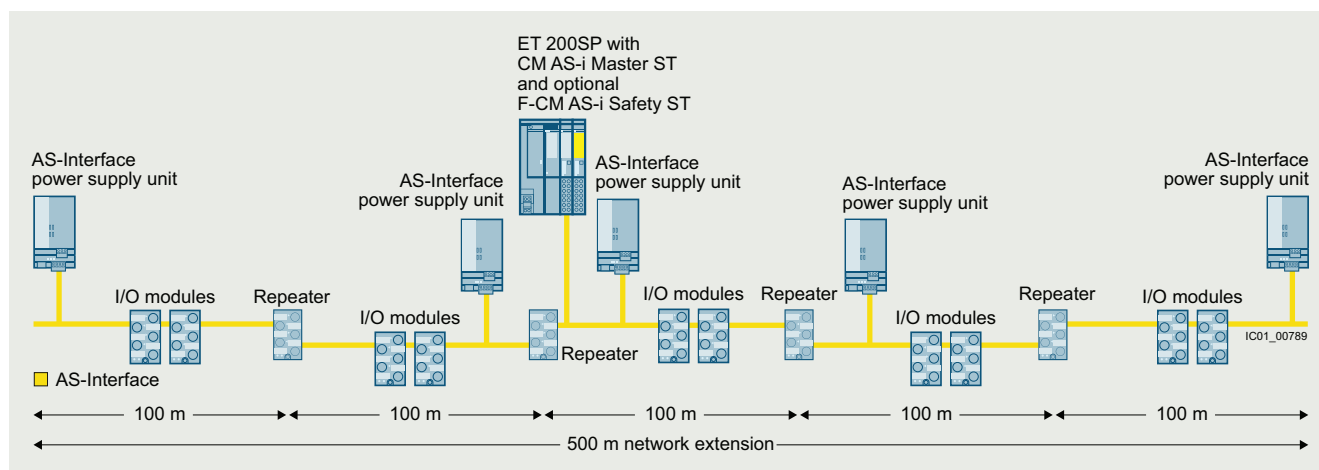 ET 200SP with
CM AS-i Master ST
and optional
F-CM AS-i Safety ST
AS-Interface
power supply unit
AS-Interface
power supply unit
AS-Interface
power supply unit
AS-Interface
power supply unit
AS-Interface
power supply unit
I/O modules
Repeater
I/O modules
Repeater
I/O modules
Repeater
I/O modules
Repeater
I/O modules
IC01_00789
AS-Interface
100 m
100 m
100 m
100 m
100 m
500 m network extension